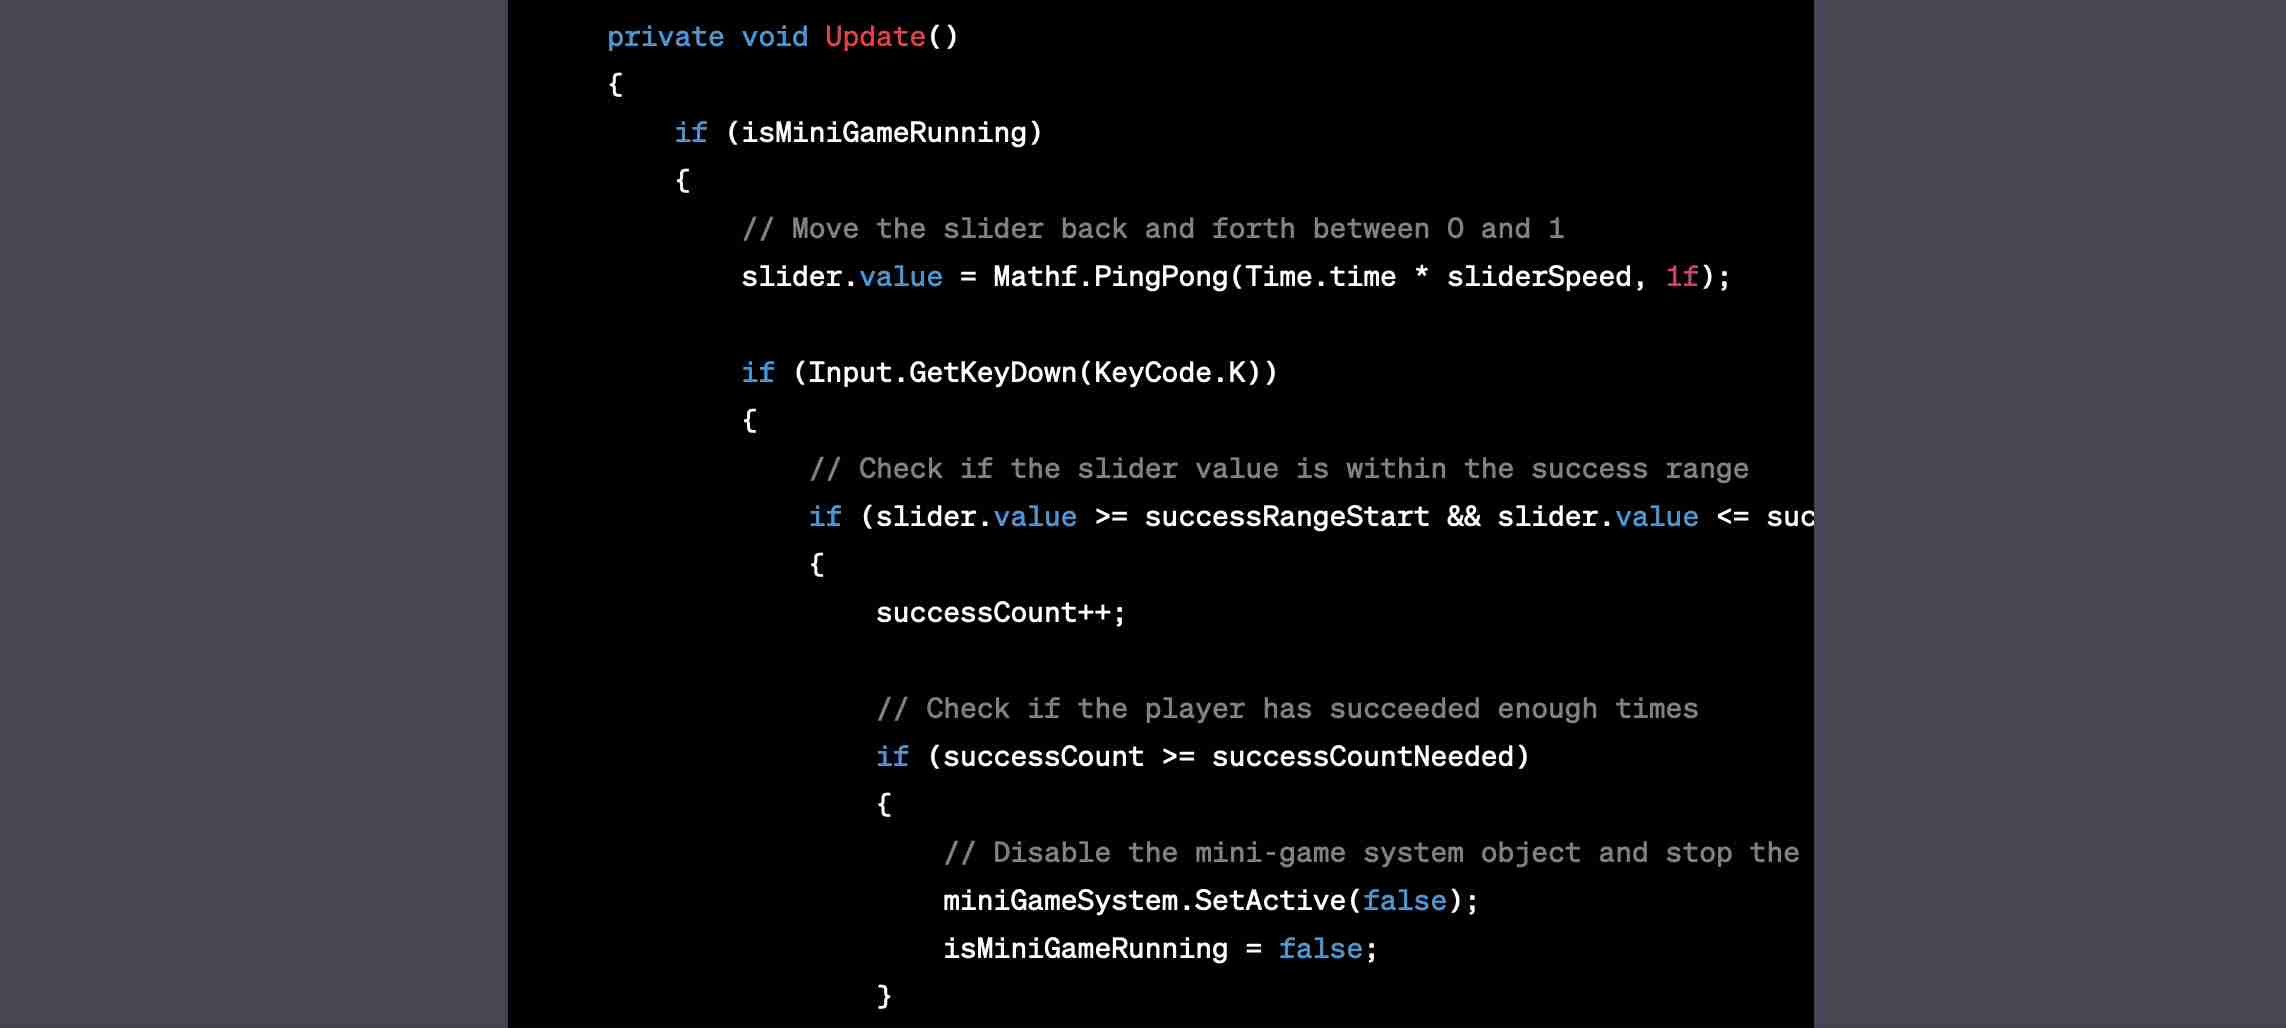 private void Update()
{
if (isMiniGameRunning)
{
// Move the slider back and forth between 0 and 1
slider.value = Mathf.PingPong(Time.time * sliderSpeed, 1f);
if (Input.GetKeyDown(KeyCode.K))
{
// Check if the slider value is within the success range
if (slider.value >= successRangeStart && slider.value <= suc
{
successCount++;
// Check if the player has succeeded enough times
if (successCount >= successCountNeeded)
{
// Disable the mini-game system object and stop the
miniGameSystem.SetActive(false);
isMiniGameRunning = false;
}